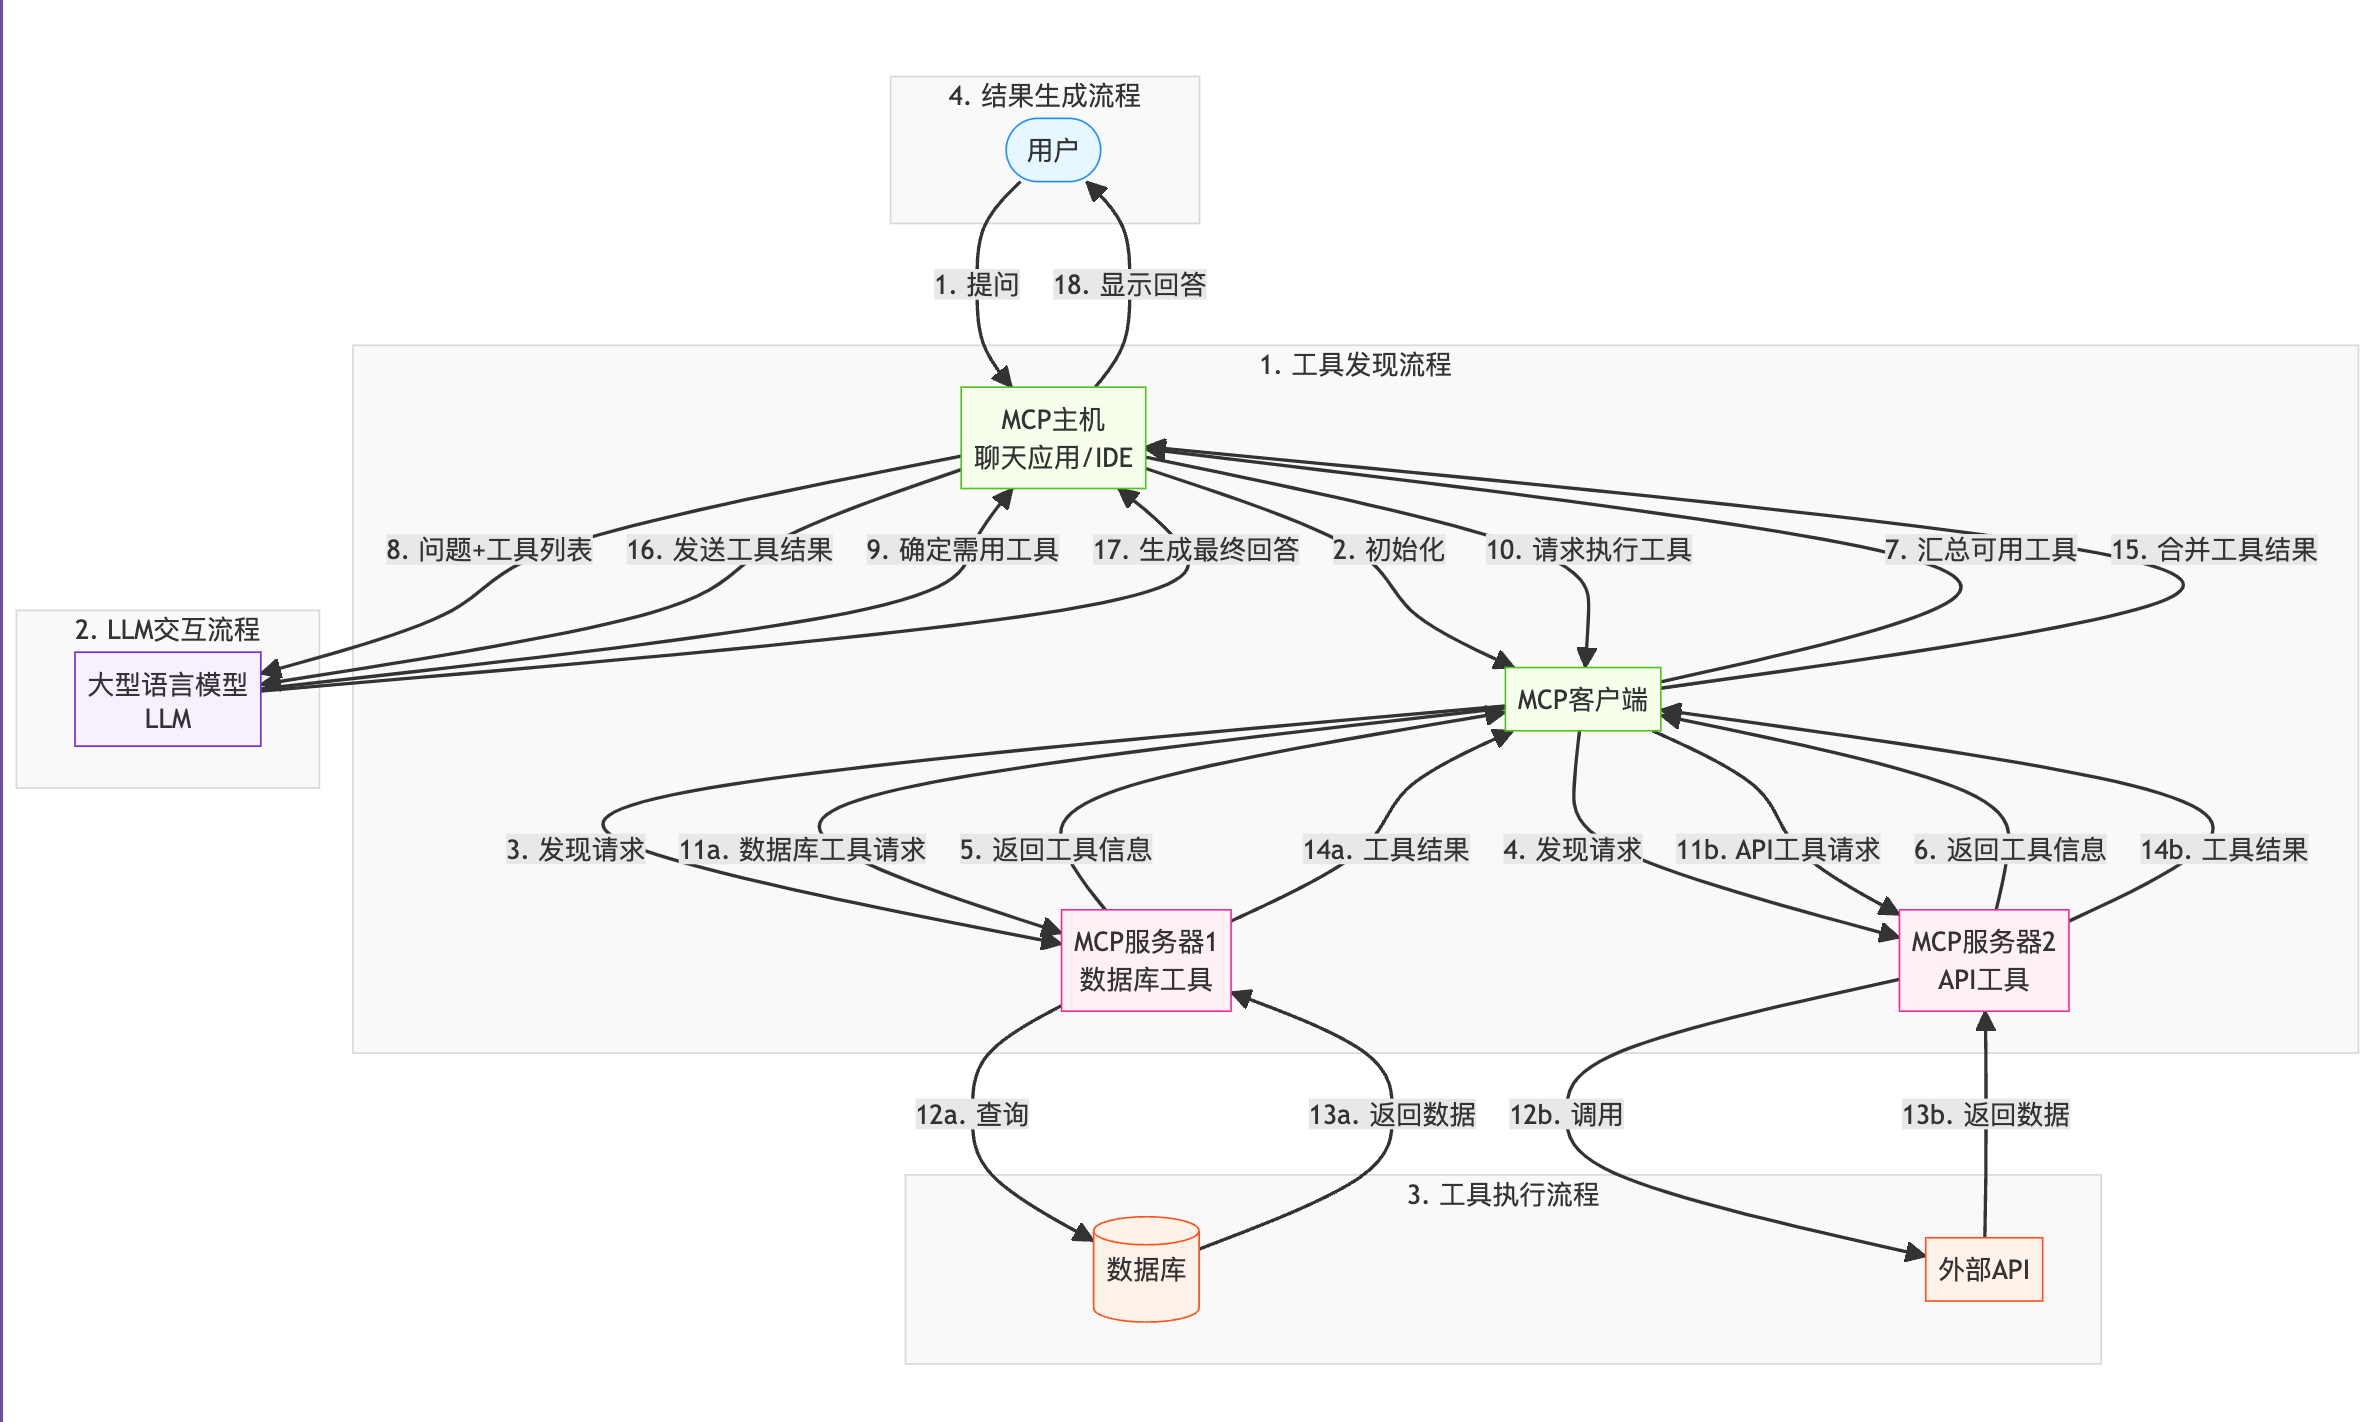 4. 结果生成流程
用户
1. 提问
18. 显示回答
1. 工具发现流程
MCP主机
聊天应用/IDE
8. 问题+工具列表
16. 发送工具结果
9. 确定需用工具
17. 生成最终回答
2. 初始化
10. 请求执行工具
7. 汇总可用工具
15. 合并工具结果
2. LLM交互流程
大型语言模型
LLM
MCP客户端
3. 发现请求
11a. 数据库工具请求
5. 返回工具信息
14a. 工具结果
4. 发现请求
11b. API工具请求
6. 返回工具信息
14b. 工具结果
MCP服务器1
数据库工具
MCP服务器2
API工具
12a. 查询
13a. 返回数据
12b. 调用
13b. 返回数据
3. 工具执行流程
数据库
外部API